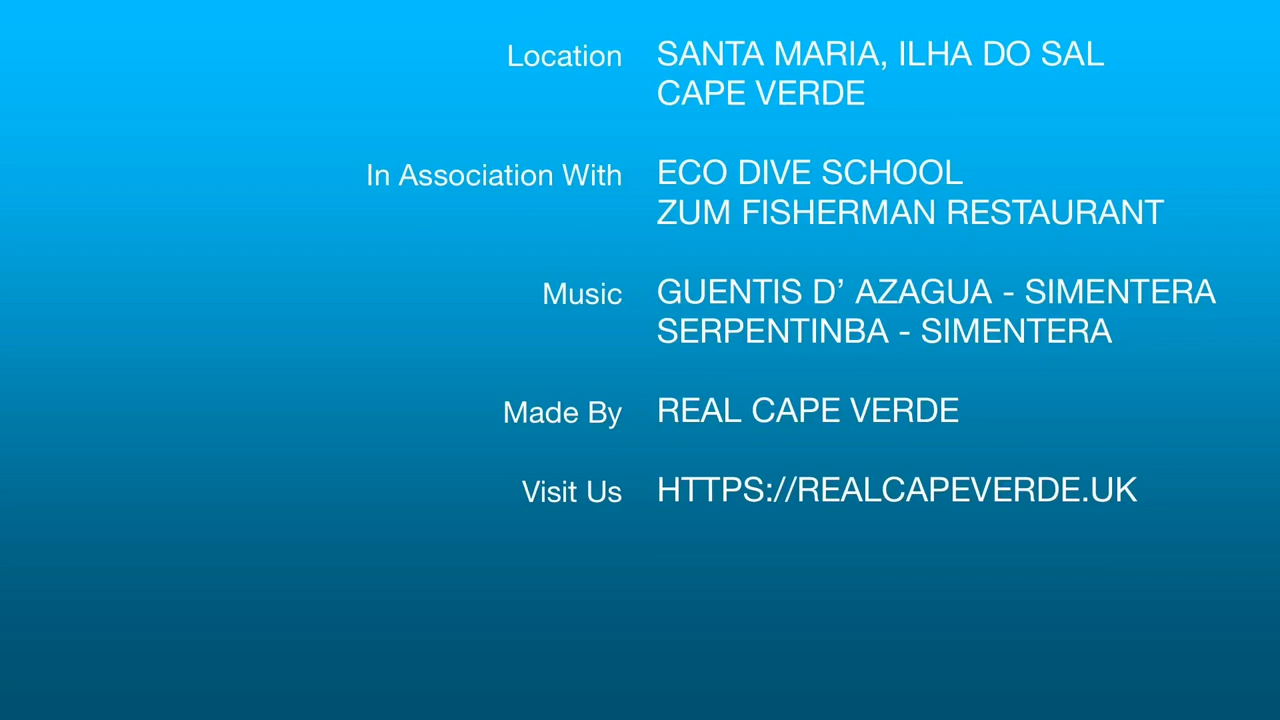 Location SANTA MARIA, ILHA DO SAL
CAPE VERDE
In Association With ECO DIVE SCHOOL
ZUM FISHERMAN RESTAURANT
Music GUENTIS D’ AZAGUA - SIMENTERA
SERPENTINBA - SIMENTERA
Made By REAL CAPE VERDE
Visit Us HTTPS://REALCAPEVERDE.UK